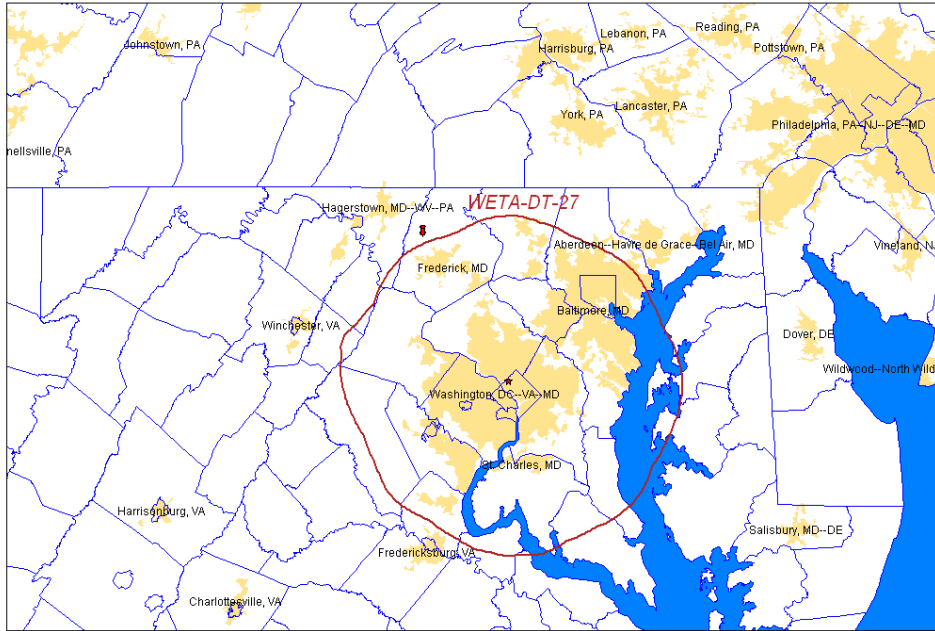 Johnstown, PA
Lebanon, PA
Reading, PA
Harrisburg, PA
Pottstown, PA
York, PA
Lancaster, PA
Philadelphia, PA--NJ--DE--MD
nellsville, PA
Hagerstown, MD--WV--PA
WETA-DT-27
Aberdeen--Havre de Grace--Bel Air, MD
Vineland, NJ
Frederick, MD
Winchester, VA
Baltimore, MD
Dover, DE
Wildwood--North Wild
Washington, DC--VA--MD
St. Charles, MD
Harrisonburg, VA
Fredericksburg, VA
Salisbury, MD--DE
Charlottesville, VA